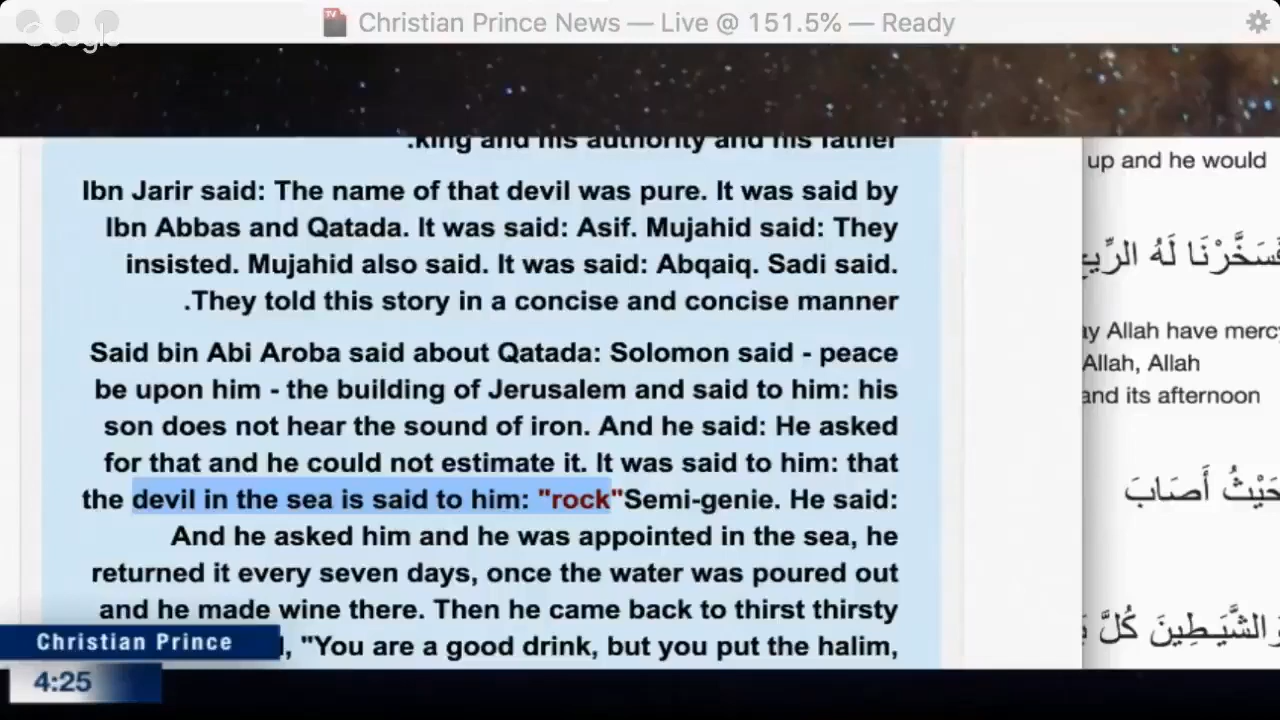 Christian Prince News — Live @ 151.5% — Ready
Google
.king and his authority and his father
Ibn Jarir said: The name of that devil was pure. It was said by
Ibn Abbas and Qatada. It was said: Asif. Mujahid said: They
insisted. Mujahid also said. It was said: Abqaiq. Sadi said.
.They told this story in a concise and concise manner
Said bin Abi Aroba said about Qatada: Solomon said - peace
be upon him - the building of Jerusalem and said to him: his
son does not hear the sound of iron. And he said: He asked
for that and he could not estimate it. It was said to him: that
the devil in the sea is said to him: "rock"Semi-genie. He said:
And he asked him and he was appointed in the sea, he
returned it every seven days, once the water was poured out
and he made wine there. Then he came back to thirst thirsty
, "You are a good drink, but you put the halim,
up and he would
فَسَخَّرْنَا لَهُ الرِّيحَ
ay Allah have mercy
Allah, Allah
and its afternoon
حَيْثُ أَصَابَ
وَالشَّيَـطِينَ كُلَّ
Christian Prince
4:25